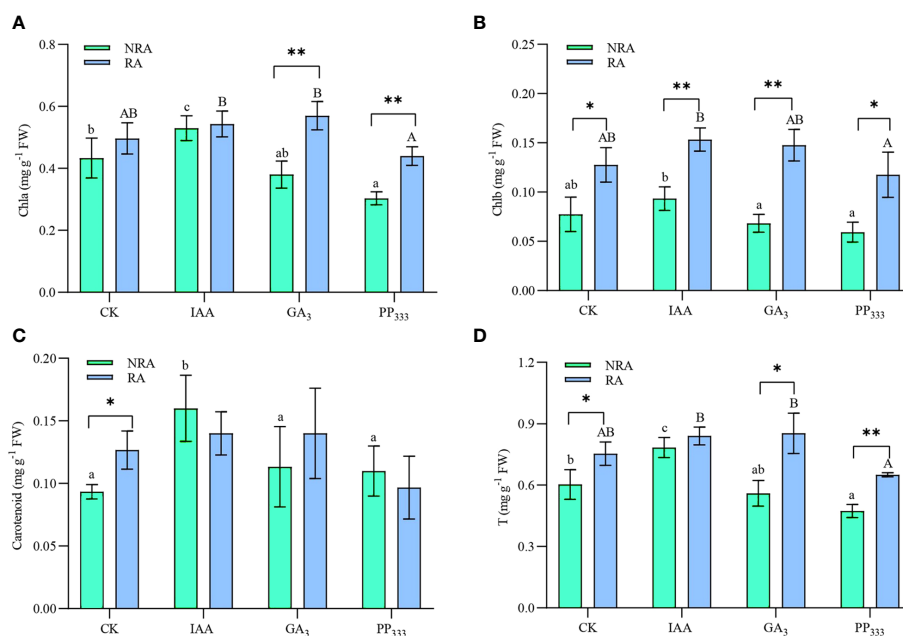 A
Chla (mg g⁻¹ FW)
0.8
0.6
0.4
0.2
0.0
NRA
RA
b
AB
c
B
ab
B
**
a
A
**
CK
IAA
GA₃
PP₃₃₃
B
Chlb (mg g⁻¹ FW)
0.25
0.20
0.15
0.10
0.05
0.00
NRA
RA
*
ab
AB
**
b
B
**
a
AB
*
a
A
CK
IAA
GA₃
PP₃₃₃
C
Carotenoid (mg g⁻¹ FW)
0.20
0.15
0.10
0.05
0.00
NRA
RA
*
a
b
a
a
CK
IAA
GA₃
PP₃₃₃
D
T (mg g⁻¹ FW)
1.2
0.9
0.6
0.3
0.0
NRA
RA
*
b
AB
c
B
*
ab
B
**
a
A
CK
IAA
GA₃
PP₃₃₃